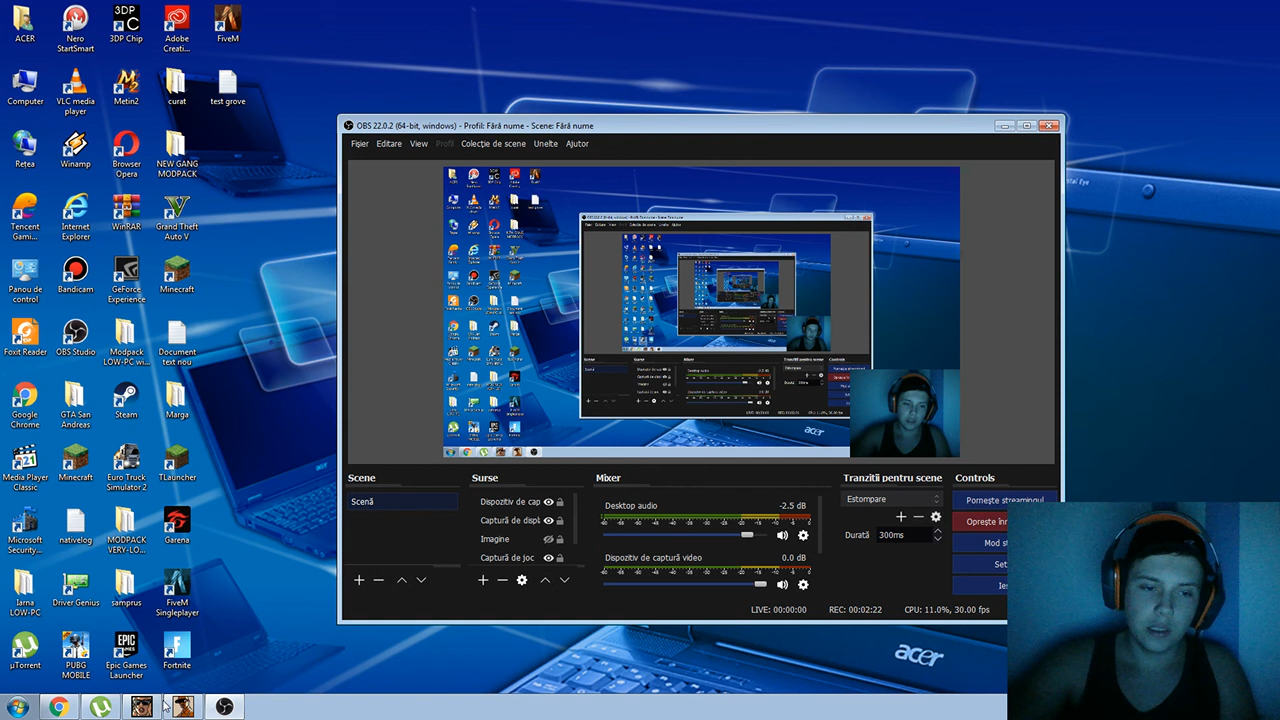 ACER
Nero StartSmart
3DP Chip
Adobe Creati...
FiveM
Computer
VLC media player
Metin2
curat
test grove
Rețea
Winamp
Browser Opera
NEW GANG MODPACK
Tencent Gami...
Internet Explorer
WinRAR
Grand Theft Auto V
Panou de control
Bandicam
GeForce Experience
Minecraft
Foxit Reader
OBS Studio
Modpack LOW-PC wi...
Document text nou
Google Chrome
GTA San Andreas
Steam
Marga
Media Player Classic
Minecraft
Euro Truck Simulator 2
TLauncher
Microsoft Security...
nativelog
MODPACK VERY-LO...
Garena
Iarna LOW-PC
Driver Genius
samprus
FiveM Singleplayer
µTorrent
PUBG MOBILE
Epic Games Launcher
Fortnite
OBS 22.0.2 (64-bit, windows) - Profil: Fără nume - Scene: Fără nume
Fișier Editare View Profil Colecție de scene Unelte Ajutor
Scene
Scenă
Surse
Dispozitiv de cap
Captură de displ
Imagine
Captură de joc
Mixer
Desktop audio -2.5 dB
Dispozitiv de captură video 0.0 dB
Tranzitii pentru scene
Estompare
Durată 300ms
Controls
Pornește streamingul
Oprește înr
Mod st
Set
Ieș
LIVE: 00:00:00 REC: 00:02:22 CPU: 11.0%, 30.00 fps
acer